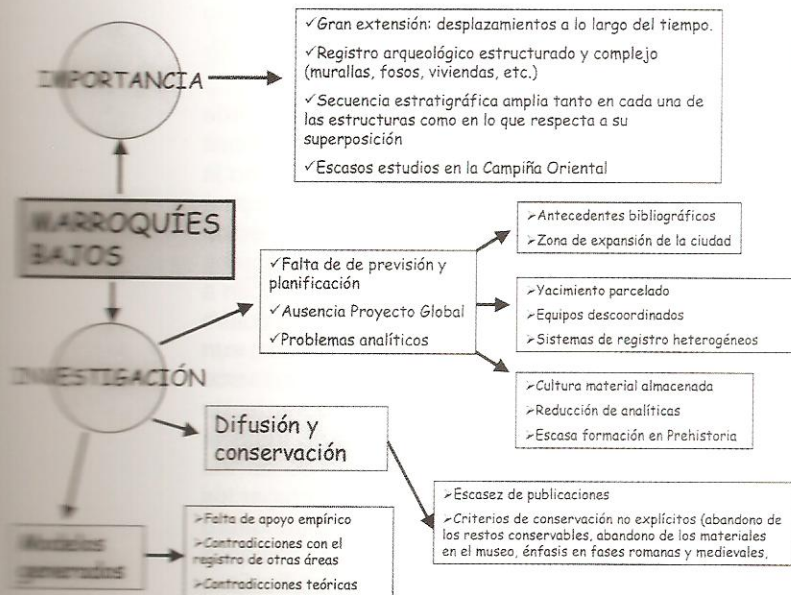 ✓Gran extensión: desplazamientos a lo largo del tiempo.
✓Registro arqueológico estructurado y complejo
(murallas, fosos, viviendas, etc.)
✓Secuencia estratigráfica amplia tanto en cada una de
las estructuras como en lo que respecta a su
superposición
✓Escasos estudios en la Campiña Oriental
IMPORTANCIA
MARROQUÍES
BAJOS
✓Falta de de previsión y
planificación
✓Ausencia Proyecto Global
✓Problemas analíticos
➢Antecedentes bibliográficos
➢Zona de expansión de la ciudad
➢Yacimiento parcelado
➢Equipos descoordinados
➢Sistemas de registro heterogéneos
➢Cultura material almacenada
➢Reducción de analíticas
➢Escasa formación en Prehistoria
INVESTIGACIÓN
Difusión y
conservación
➢Escasez de publicaciones
➢Criterios de conservación no explícitos (abandono de
los restos conservables, abandono de los materiales
en el museo, énfasis en fases romanas y medievales,
Modelos
generados
➢Falta de apoyo empírico
➢Contradicciones con el
registro de otras áreas
➢Contradicciones teóricas